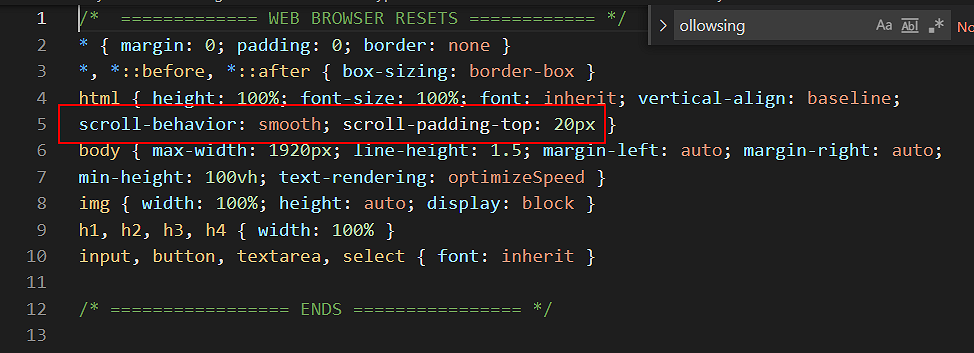 1 /* ============= WEB BROWSER RESETS ============ */
2 * { margin: 0; padding: 0; border: none }
3 *, *::before, *::after { box-sizing: border-box }
4 html { height: 100%; font-size: 100%; font: inherit; vertical-align: baseline;
5 scroll-behavior: smooth; scroll-padding-top: 20px }
6 body { max-width: 1920px; line-height: 1.5; margin-left: auto; margin-right: auto;
7 min-height: 100vh; text-rendering: optimizeSpeed }
8 img { width: 100%; height: auto; display: block }
9 h1, h2, h3, h4 { width: 100% }
10 input, button, textarea, select { font: inherit }
11
12 /* ================= ENDS ================ */
13
> ollowsing Aa Abl .* No